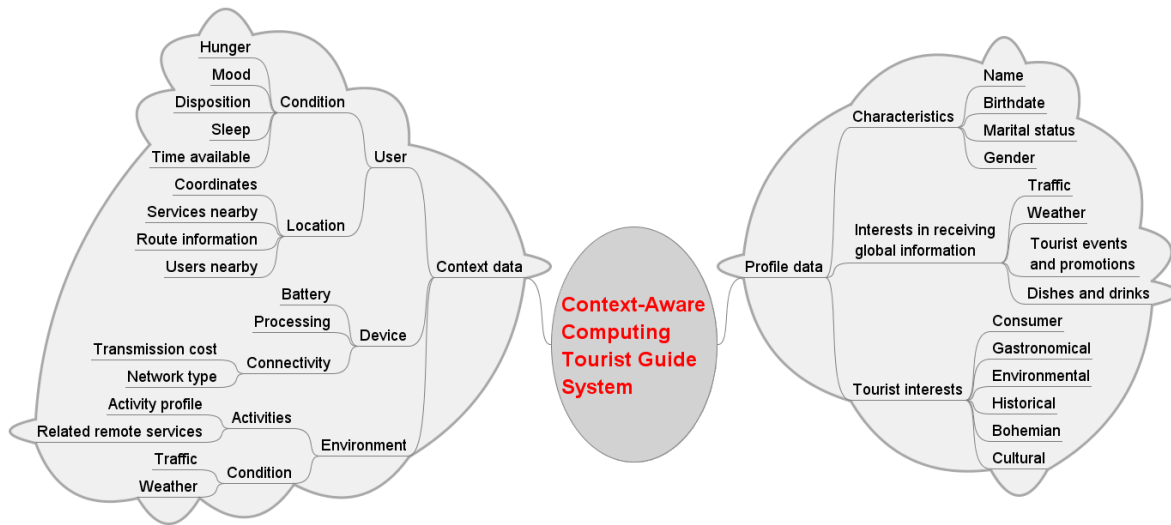 Hunger
Mood
Disposition
Sleep
Time available
Condition
Coordinates
Services nearby
Route information
Users nearby
Location
User
Battery
Processing
Transmission cost
Network type
Connectivity
Device
Activity profile
Related remote services
Activities
Traffic
Weather
Condition
Environment
Context data
Context-Aware
Computing
Tourist Guide
System
Profile data
Characteristics
Name
Birthdate
Marital status
Gender
Interests in receiving
global information
Traffic
Weather
Tourist events
and promotions
Dishes and drinks
Tourist interests
Consumer
Gastronomical
Environmental
Historical
Bohemian
Cultural